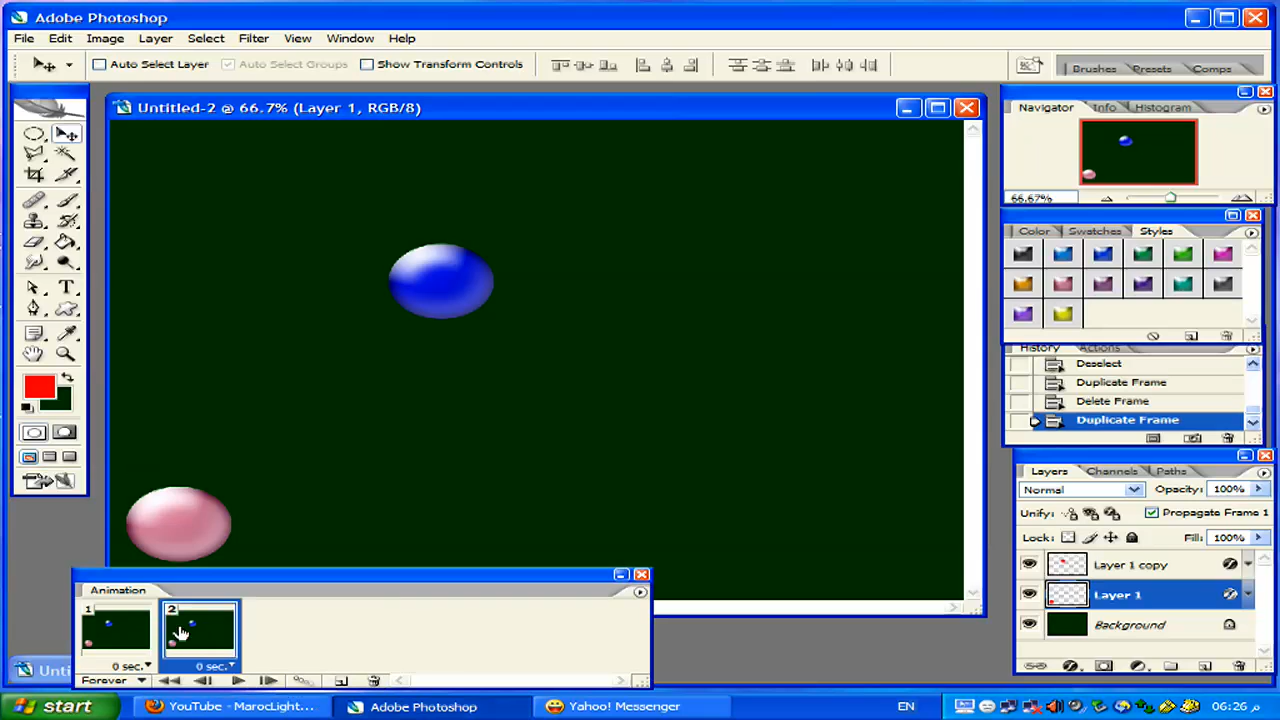 Adobe Photoshop
File Edit Image Layer Select Filter View Window Help
Auto Select Layer Auto Select Groups Show Transform Controls
Brushes Presets Comps
Untitled-2 @ 66.7% (Layer 1, RGB/8)
Navigator Info Histogram
66.67%
Color Swatches Styles
History Actions
Deselect
Duplicate Frame
Delete Frame
Duplicate Frame
Layers Channels Paths
Normal Opacity: 100%
Unify: Propagate Frame 1
Lock: Fill: 100%
Layer 1 copy
Layer 1
Background
Animation
1 2
0 sec. 0 sec.
Forever
Unti
start YouTube - MarocLight... Adobe Photoshop Yahoo! Messenger EN 06:26 م